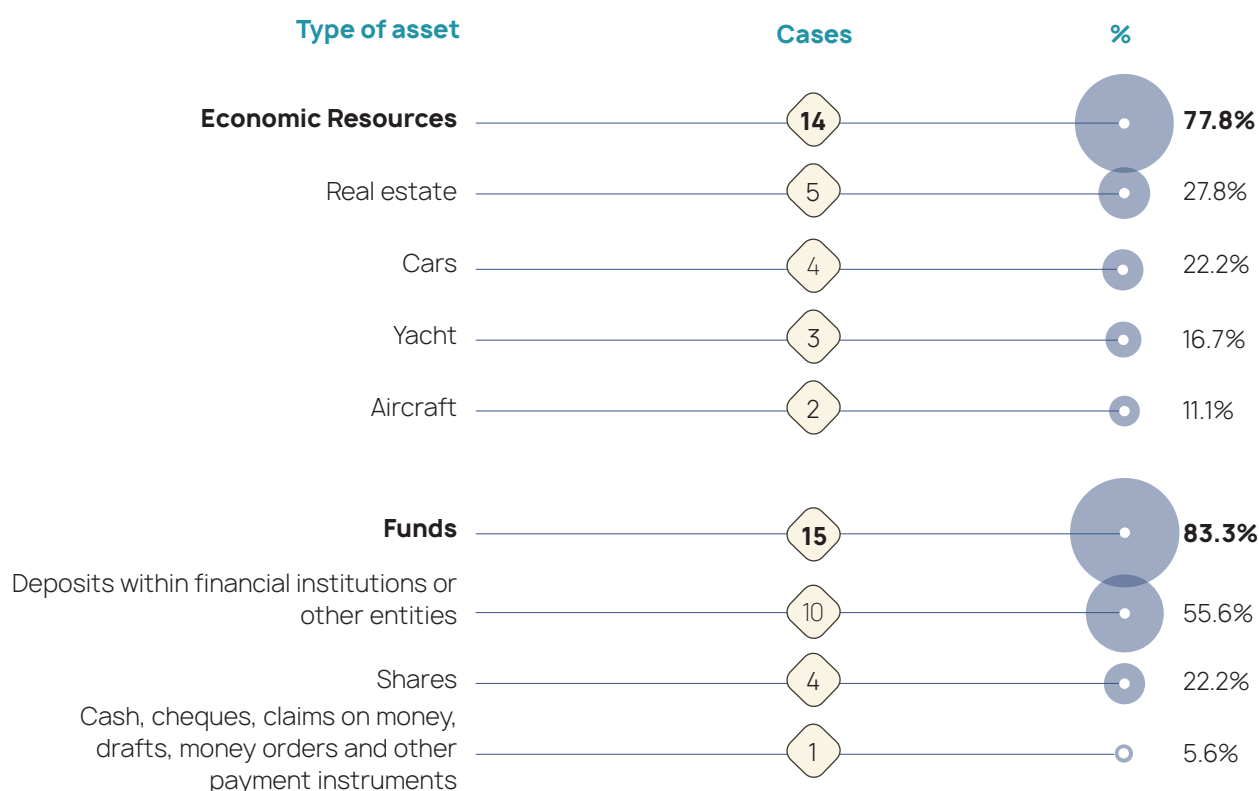 Type of asset Cases %
Economic Resources 14 77.8%
Real estate 5 27.8%
Cars 4 22.2%
Yacht 3 16.7%
Aircraft 2 11.1%
Funds 15 83.3%
Deposits within financial institutions or
other entities 10 55.6%
Shares 4 22.2%
Cash, cheques, claims on money,
drafts, money orders and other 1 5.6%
payment instruments